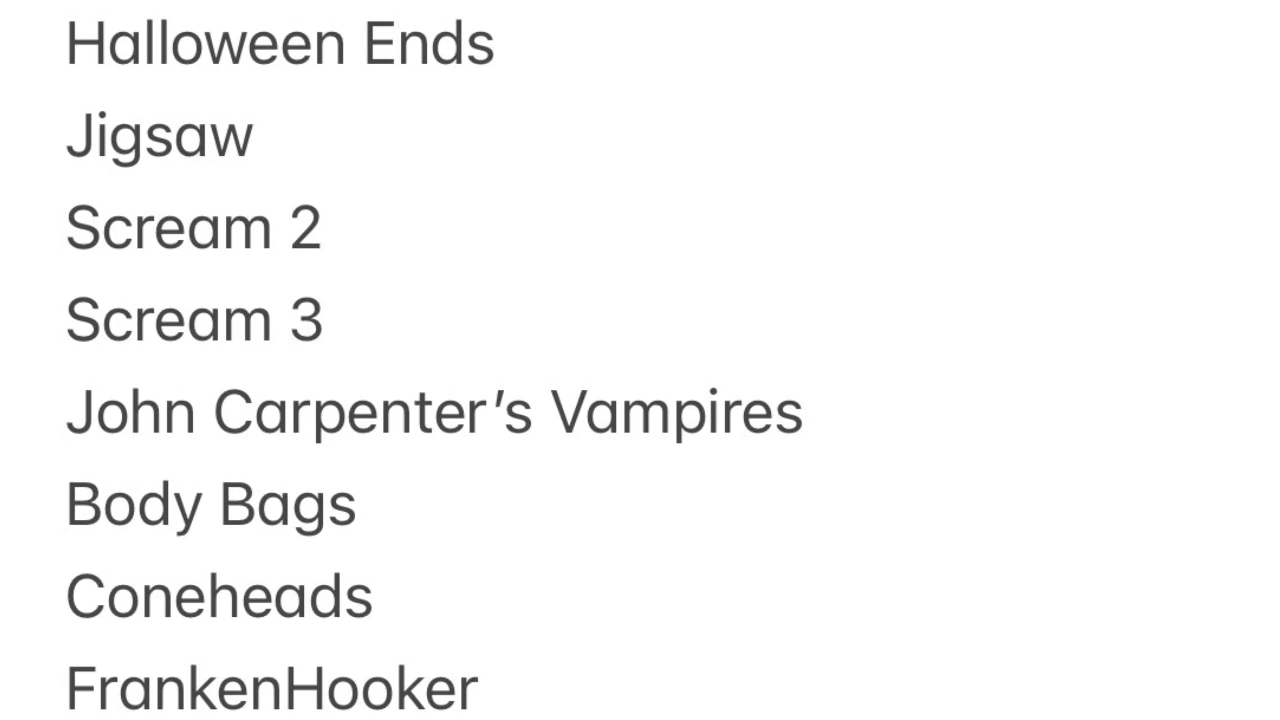 Halloween Ends
Jigsaw
Scream 2
Scream 3
John Carpenter’s Vampires
Body Bags
Coneheads
FrankenHooker